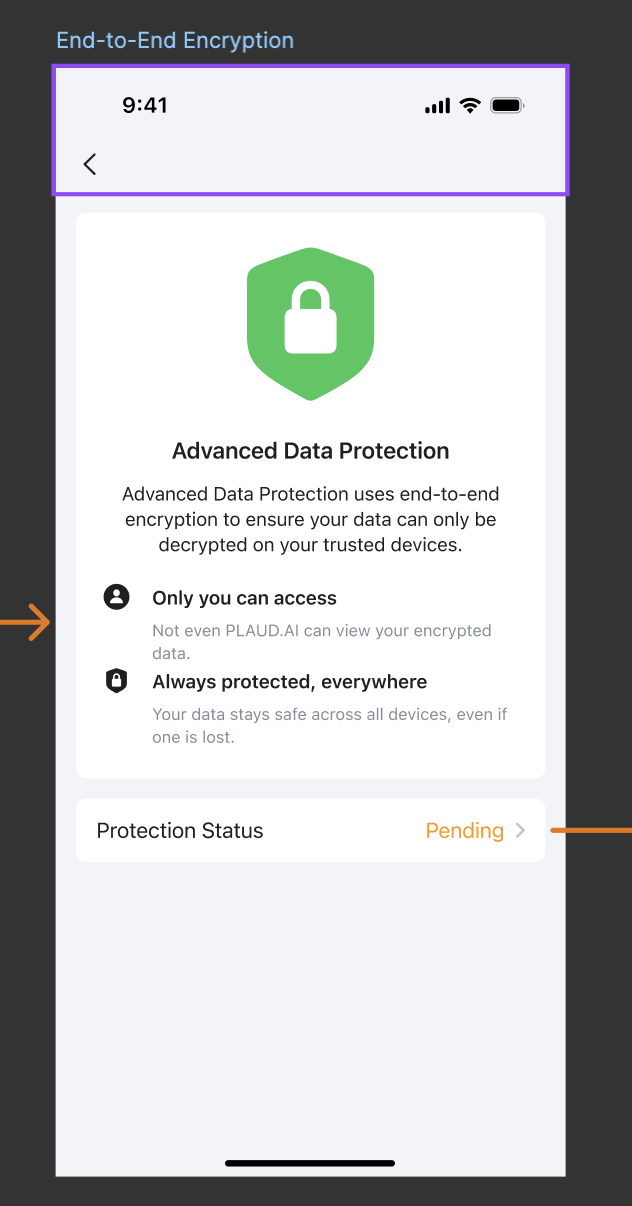 End-to-End Encryption
9:41
Advanced Data Protection
Advanced Data Protection uses end-to-end
encryption to ensure your data can only be
decrypted on your trusted devices.
Only you can access
Not even PLAUD.AI can view your encrypted
data.
Always protected, everywhere
Your data stays safe across all devices, even if
one is lost.
Protection Status Pending